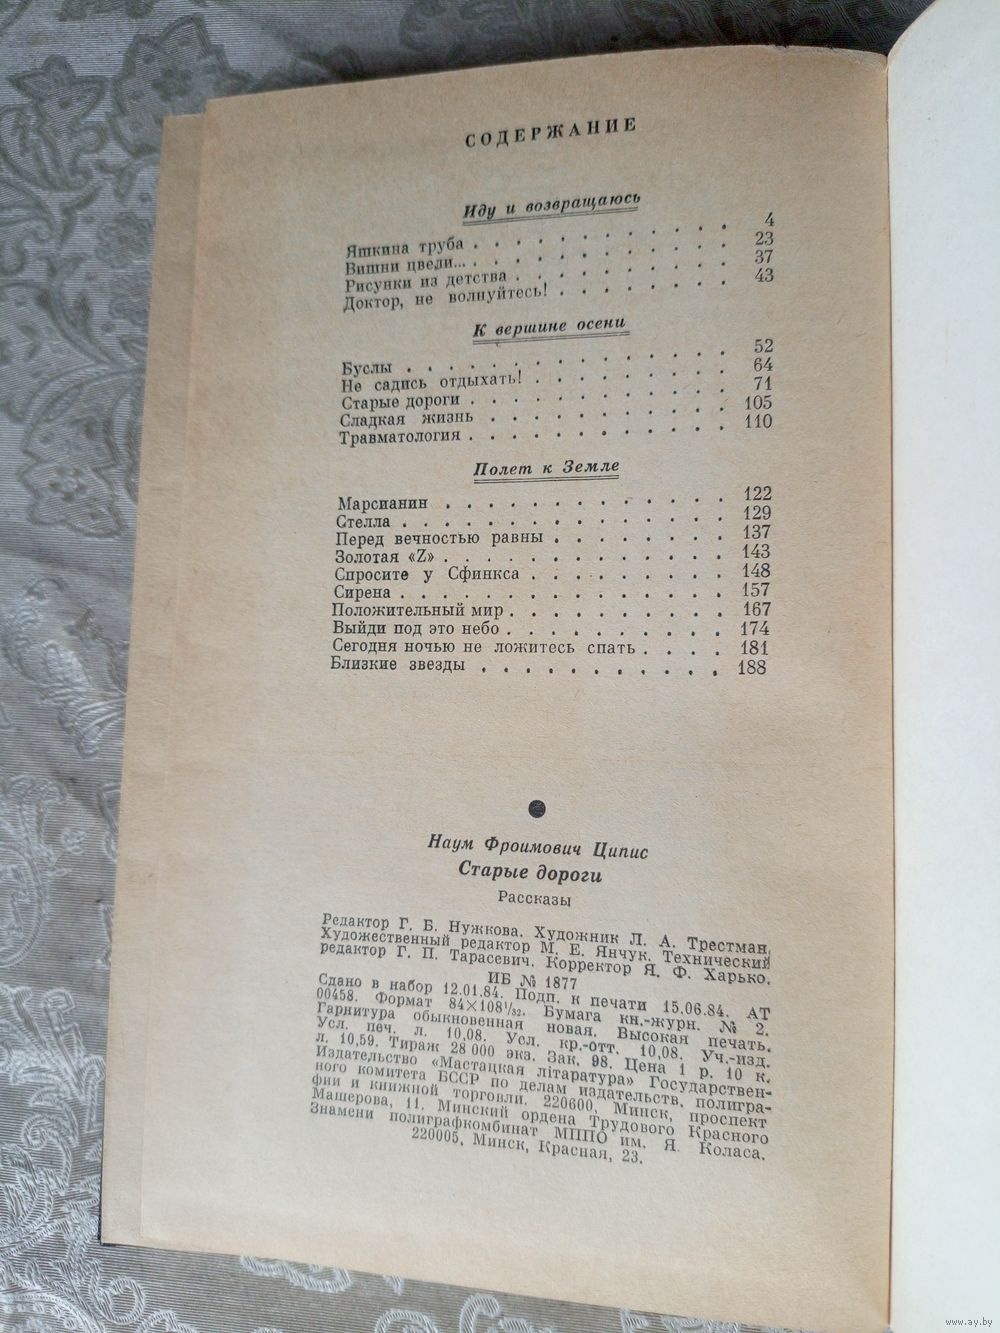 СОДЕРЖАНИЕ
Иду и возвращаюсь
Яшкина труба . . . . . . . . . . . . 4
Вишни цвели... . . . . . . . . . . . . 23
Рисунки из детства . . . . . . . . . . 37
Доктор, не волнуйтесь! . . . . . . . . 43
К вершине осени
Буслы . . . . . . . . . . . . . . 52
Не садись отдыхать! . . . . . . . . . 64
Старые дороги . . . . . . . . . . . . 71
Сладкая жизнь . . . . . . . . . . . 105
Травматология . . . . . . . . . . . . 110
Полет к Земле
Марсианин . . . . . . . . . . . . . 122
Стелла . . . . . . . . . . . . . . . 129
Перед вечностью равны . . . . . . . . 137
Золотая «Z» . . . . . . . . . . . . . 143
Спросите у Сфинкса . . . . . . . . . 148
Сирена . . . . . . . . . . . . . . . 157
Положительный мир . . . . . . . . . . 167
Выйди под это небо . . . . . . . . . . 174
Сегодня ночью не ложитесь спать . . . . 181
Близкие звезды . . . . . . . . . . . 188
Наум Фроимович Ципис
Старые дороги
Рассказы
Редактор Г. Б. Нужкова. Художник Л. А. Трестман.
Художественный редактор М. Е. Янчук. Технический
редактор Г. П. Тарасевич. Корректор Я. Ф. Харько.
ИБ № 1877
Сдано в набор 12.01.84. Подп. к печати 15.06.84. АТ
00458. Формат 84×108¹/₃₂. Бумага кн.-журн. № 2.
Гарнитура обыкновенная новая. Высокая печать.
Усл. печ. л. 10,08. Усл. кр.-отт. 10,08. Уч.-изд.
л. 10,59. Тираж 28 000 экз. Зак. 98. Цена 1 р. 10 к.
Издательство «Мастацкая літаратура» Государствен-
ного комитета БССР по делам издательств, полигра-
фии и книжной торговли. 220600, Минск, проспект
Машерова, 11. Минский ордена Трудового Красного
Знамени полиграфкомбинат МППО им. Я. Коласа.
220005, Минск, Красная, 23.
www.ay.by